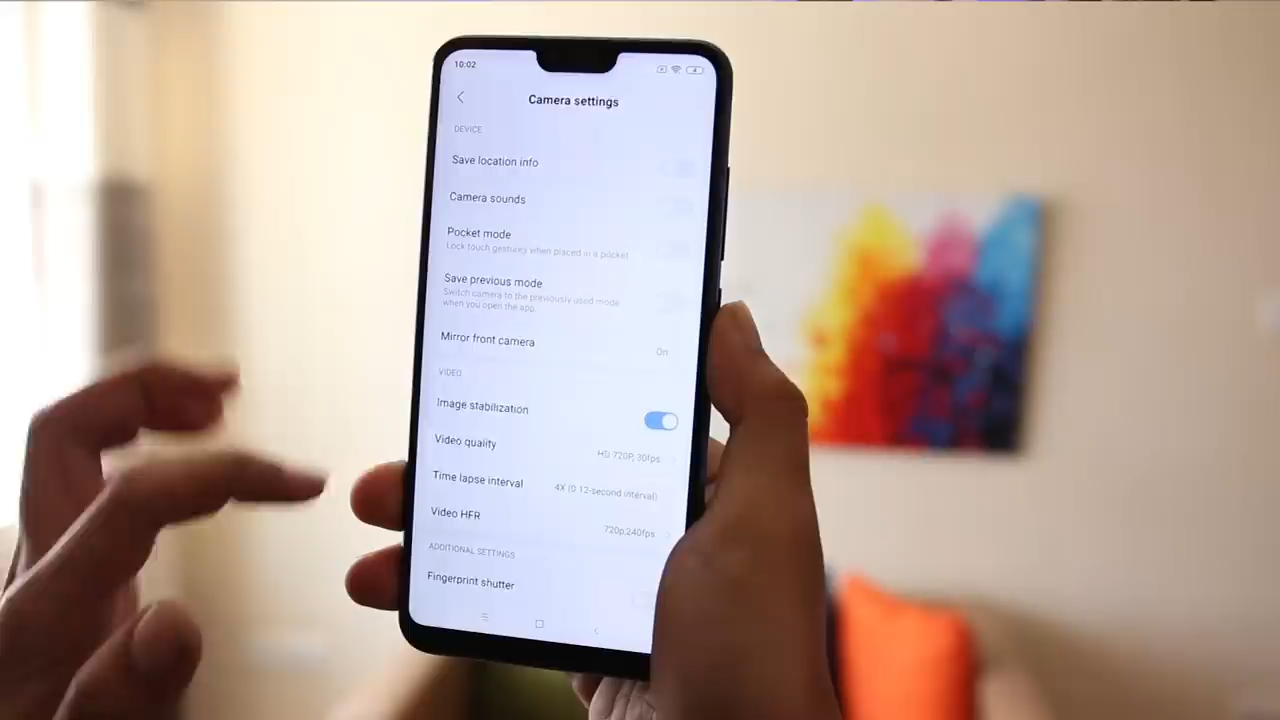 10:02
4
Camera settings
DEVICE
Save location info
Camera sounds
Pocket mode
Lock touch gestures when placed in a pocket
Save previous mode
Switch camera to the previously used mode
when you open the app.
Mirror front camera On
VIDEO
Image stabilization
Video quality HD 720P, 30fps
Time lapse interval 4X (0.12-second interval)
Video HFR 720p,240fps
ADDITIONAL SETTINGS
Fingerprint shutter